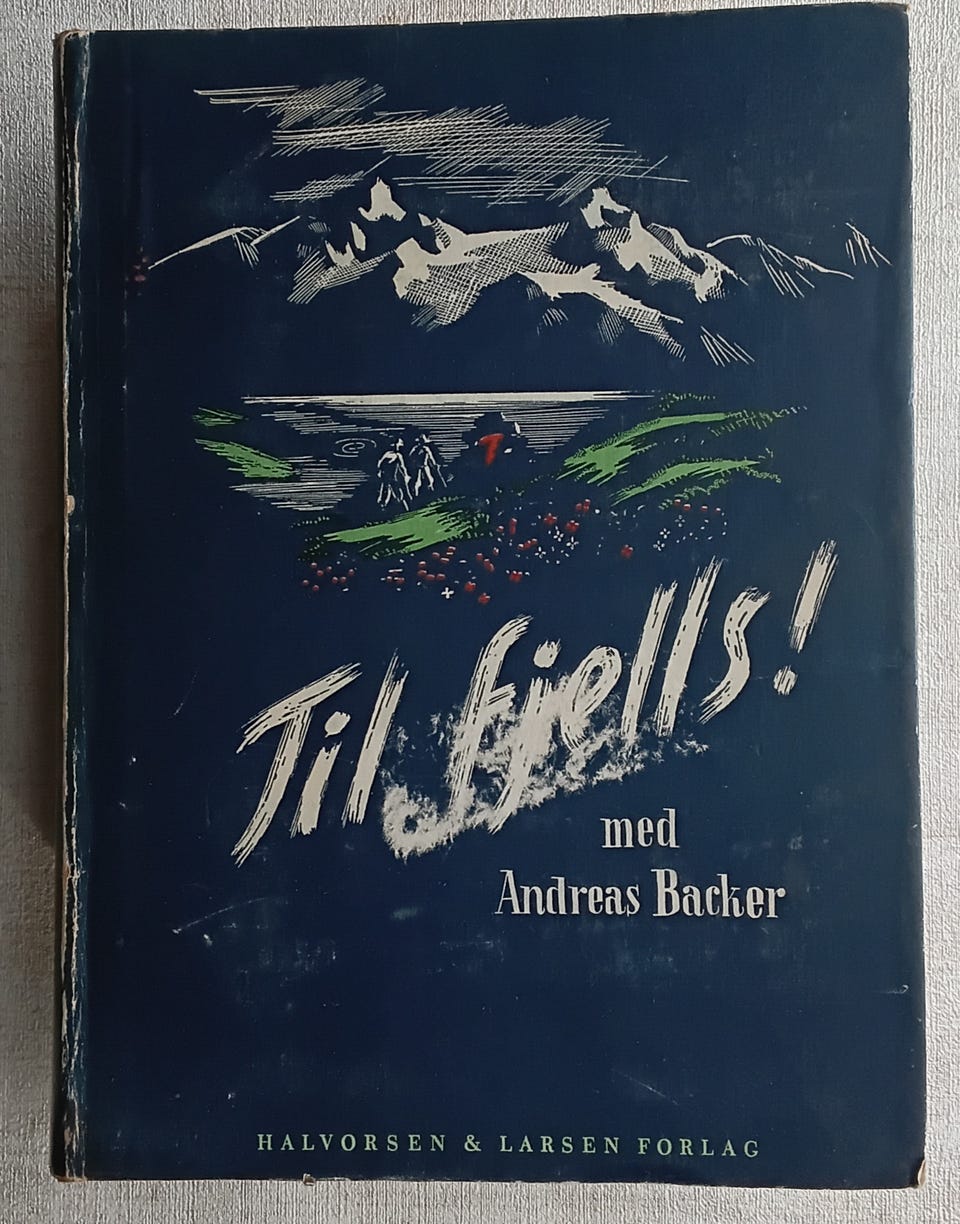 Til fjells!
med
Andreas Backer
HALVORSEN & LARSEN FORLAG